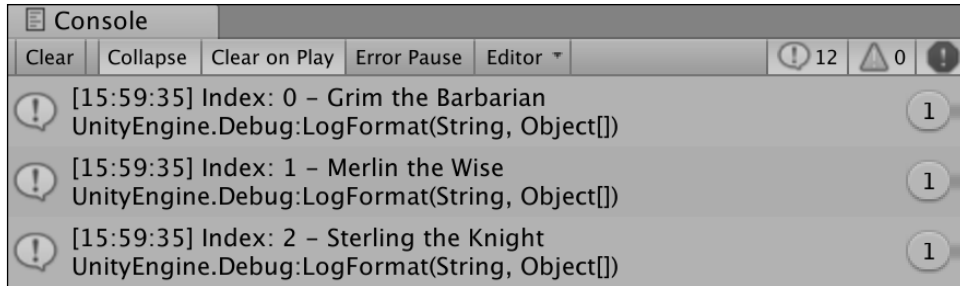 Console
Clear Collapse Clear on Play Error Pause Editor 12 0
[15:59:35] Index: 0 – Grim the Barbarian
UnityEngine.Debug:LogFormat(String, Object[])
1
[15:59:35] Index: 1 – Merlin the Wise
UnityEngine.Debug:LogFormat(String, Object[])
1
[15:59:35] Index: 2 – Sterling the Knight
UnityEngine.Debug:LogFormat(String, Object[])
1